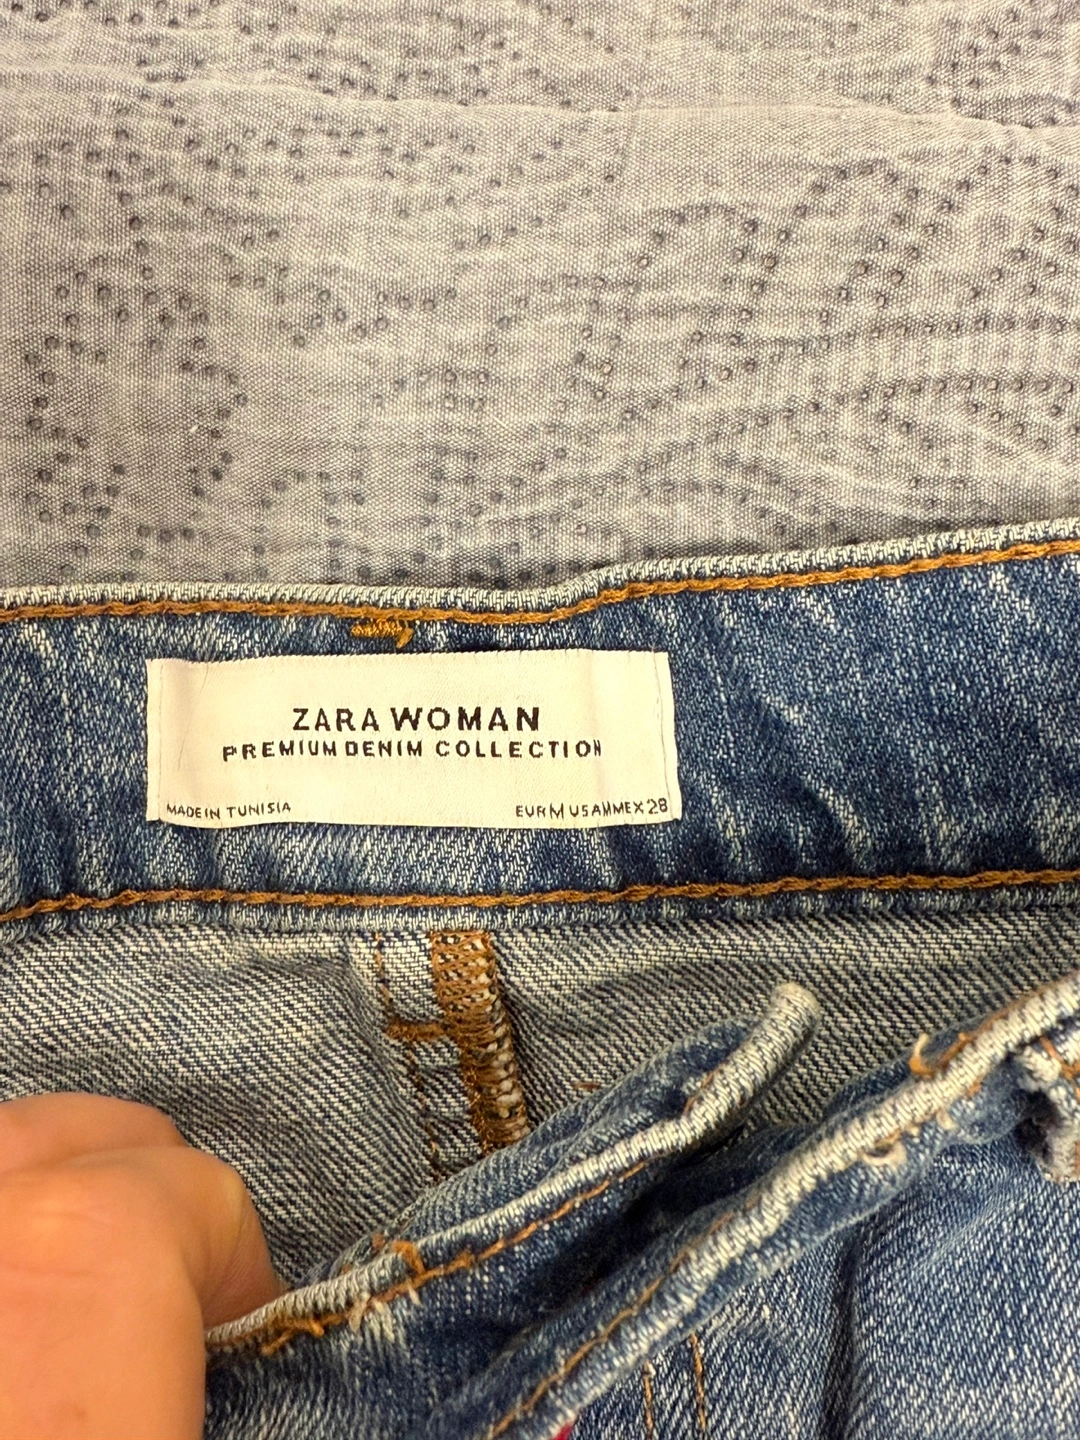 ZARA WOMAN
PREMIUM DENIM COLLECTION
MADE IN TUNISIA
EUR M USA M MEX 28